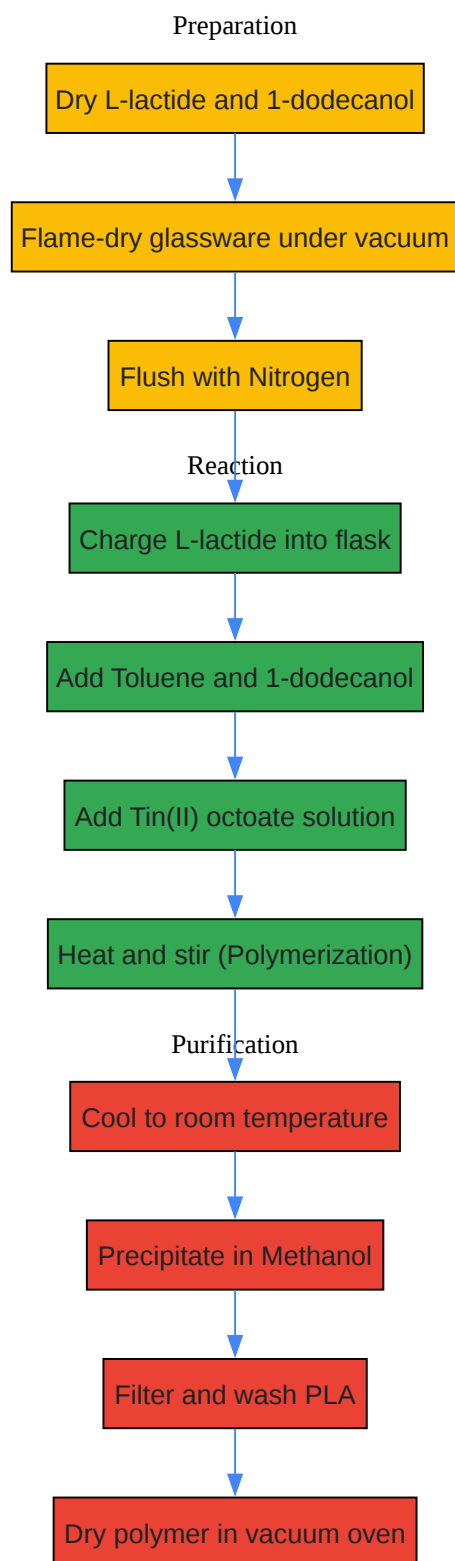 Preparation
Dry L-lactide and 1-dodecanol
Flame-dry glassware under vacuum
Flush with Nitrogen
Reaction
Charge L-lactide into flask
Add Toluene and 1-dodecanol
Add Tin(II) octoate solution
Heat and stir (Polymerization)
Purification
Cool to room temperature
Precipitate in Methanol
Filter and wash PLA
Dry polymer in vacuum oven